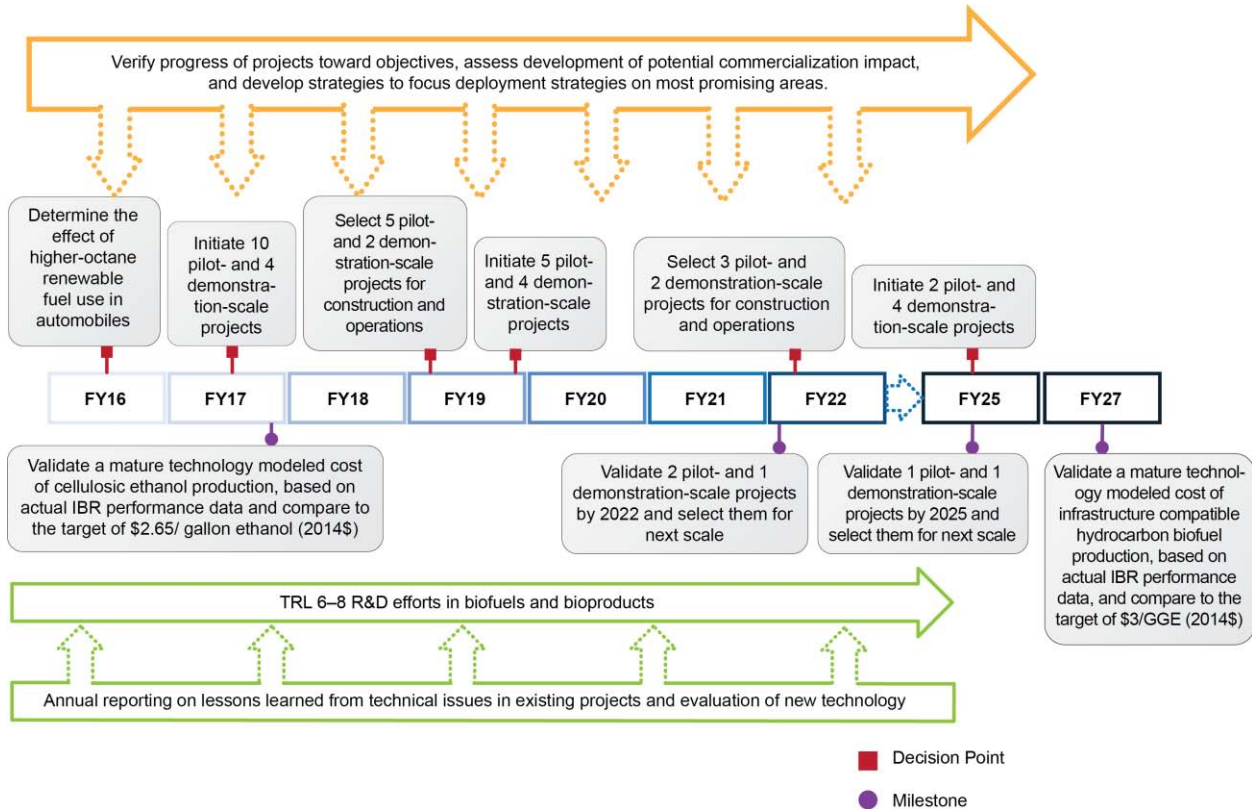 Verify progress of projects toward objectives, assess development of potential commercialization impact,
and develop strategies to focus deployment strategies on most promising areas.
Determine the
effect of
higher-octane
renewable
fuel use in
automobiles
Initiate 10
pilot- and 4
demonstra-
tion-scale
projects
Select 5 pilot-
and 2 demon-
stration-scale
projects for
construction and
operations
Initiate 5 pilot-
and 4 demon-
stration-scale
projects
Select 3 pilot- and
2 demonstration-scale
projects for construction
and operations
Initiate 2 pilot- and
4 demonstra-
tion-scale projects
FY16
FY17
FY18
FY19
FY20
FY21
FY22
FY25
FY27
Validate a mature technology modeled cost
of cellulosic ethanol production, based on
actual IBR performance data and compare to
the target of $2.65/ gallon ethanol (2014$)
Validate 2 pilot- and 1
demonstration-scale projects
by 2022 and select them for
next scale
Validate 1 pilot- and 1
demonstration-scale
projects by 2025 and
select them for next scale
Validate a mature technol-
ogy modeled cost of
infrastructure compatible
hydrocarbon biofuel
production, based on
actual IBR performance
data, and compare to the
target of $3/GGE (2014$)
TRL 6–8 R&D efforts in biofuels and bioproducts
Annual reporting on lessons learned from technical issues in existing projects and evaluation of new technology
Decision Point
Milestone